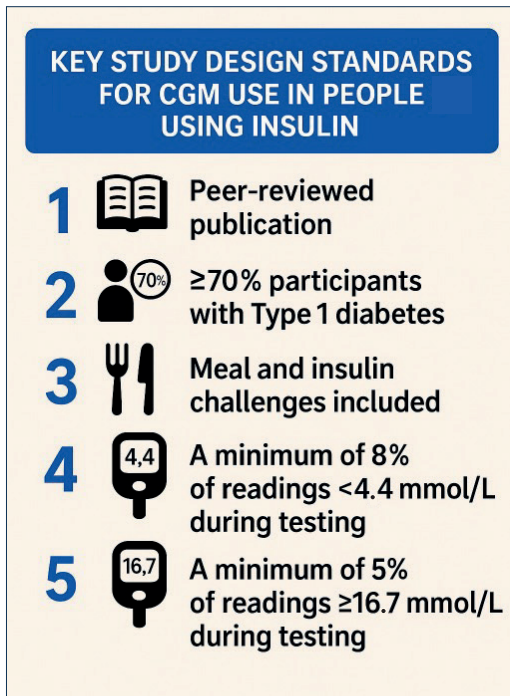 KEY STUDY DESIGN STANDARDS
FOR CGM USE IN PEOPLE
USING INSULIN
1
Peer-reviewed
publication
2
70%
≥70% participants
with Type 1 diabetes
3
Meal and insulin
challenges included
4
4,4
A minimum of 8%
of readings <4.4 mmol/L
during testing
5
16,7
A minimum of 5%
of readings ≥16.7 mmol/L
during testing